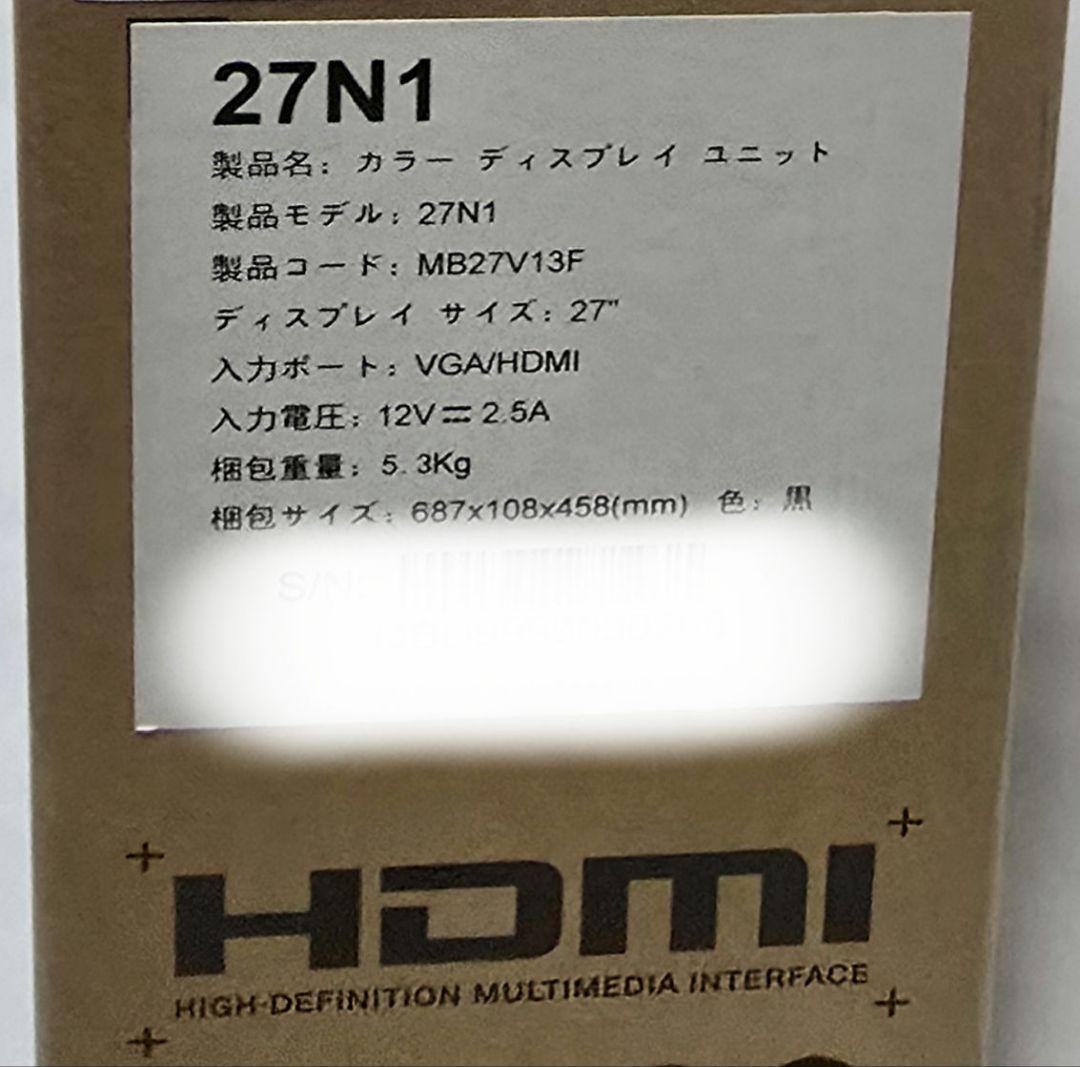 27N1
製品名: カラー ディスプレイ ユニット
製品モデル: 27N1
製品コード: MB27V13F
ディスプレイ サイズ: 27"
入力ポート: VGA/HDMI
入力電圧: 12V⎓2.5A
梱包重量: 5.3Kg
梱包サイズ: 687x108x458(mm) 色: 黒
S/N:
HDMI
HIGH-DEFINITION MULTIMEDIA INTERFACE